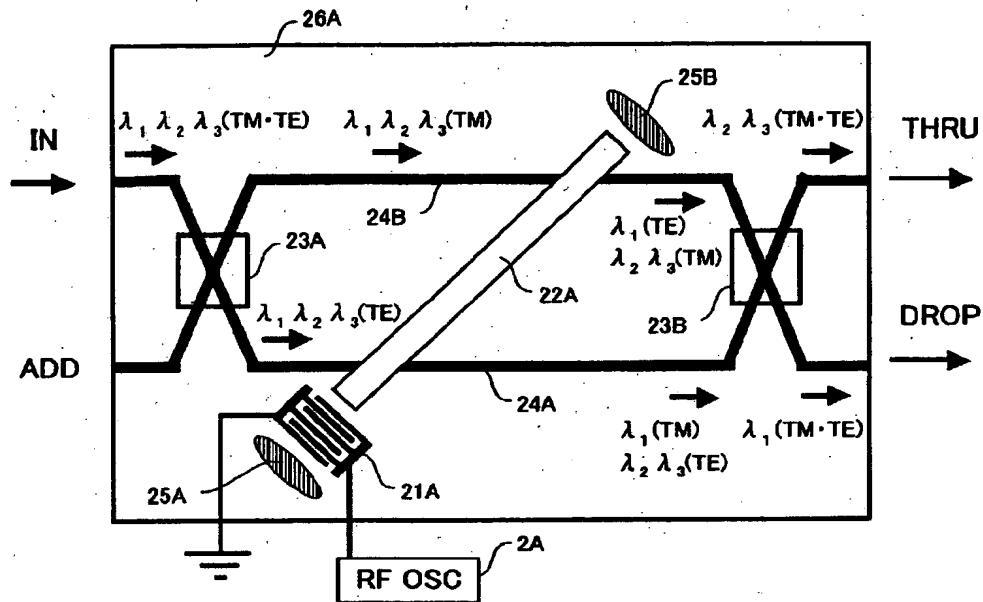 26A
25B
λ1 λ2 λ3(TM·TE)
λ1 λ2 λ3(TM)
λ2 λ3(TM·TE)
IN
THRU
24B
23A
λ1(TE)
λ2 λ3(TM)
22A
23B
λ1 λ2 λ3(TE)
DROP
ADD
24A
λ1(TM)
λ2 λ3(TE)
λ1(TM·TE)
25A
21A
2A
RF OSC